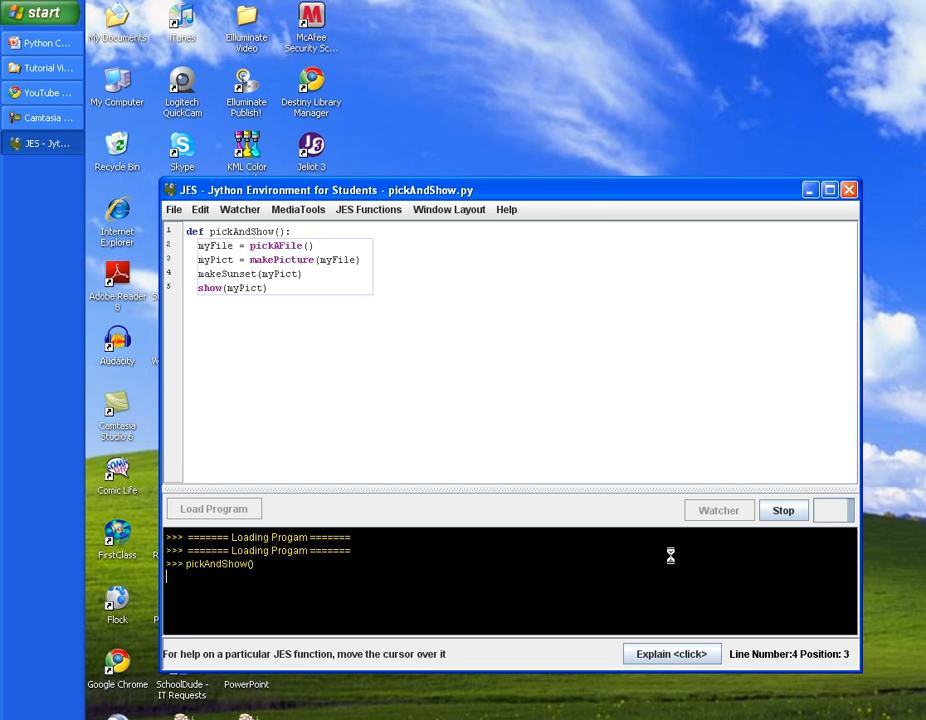 start
Python C...
Tutorial Vi...
YouTube ...
Camtasia ...
JES - Jyt...
My Documents
iTunes
Elluminate
Video
McAfee
Security Sc...
My Computer
Logitech
QuickCam
Elluminate
Publish!
Destiny Library
Manager
Recycle Bin
Skype
KML Color
Jeliot 3
Internet
Explorer
Adobe Reader
8
Audacity
Camtasia
Studio 6
Comic Life
FirstClass
Flock
Google Chrome
SchoolDude -
IT Requests
PowerPoint
JES - Jython Environment for Students - pickAndShow.py
File Edit Watcher MediaTools JES Functions Window Layout Help
1 def pickAndShow():
2 myFile = pickAFile()
3 myPict = makePicture(myFile)
4 makeSunset(myPict)
5 show(myPict)
Load Program
Watcher
Stop
>>> ======= Loading Progam =======
>>> ======= Loading Progam =======
>>> pickAndShow()
For help on a particular JES function, move the cursor over it
Explain <click>
Line Number:4 Position: 3